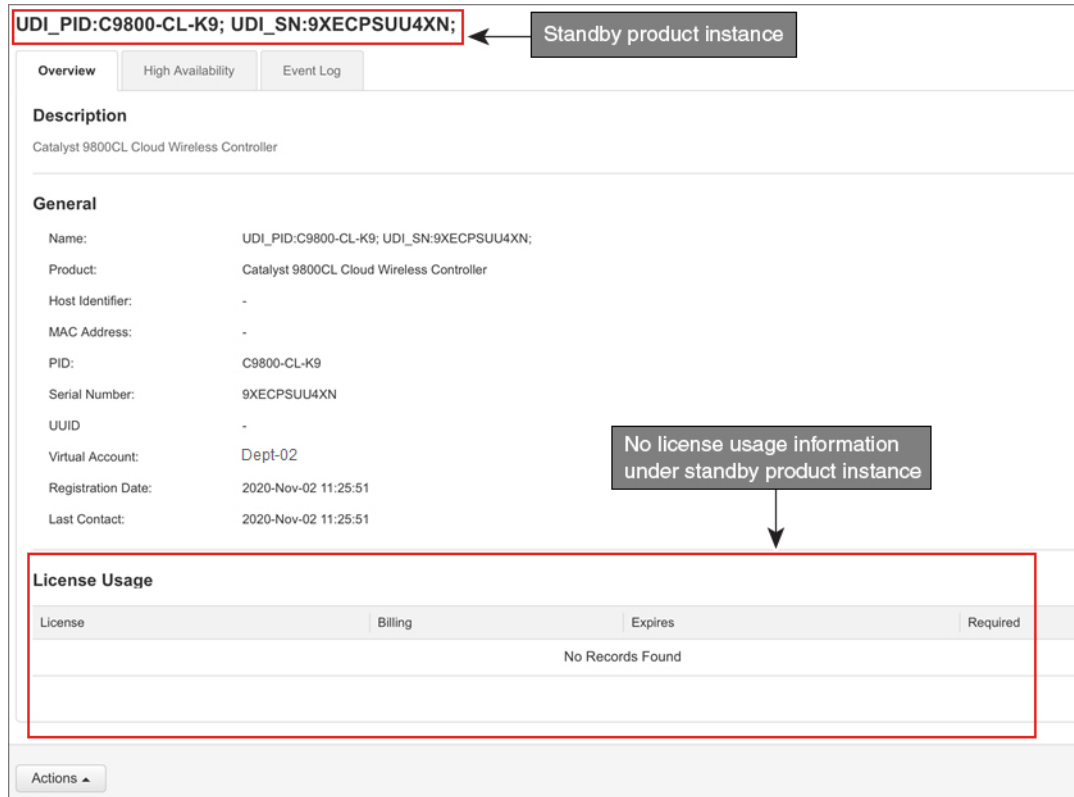 UDI_PID:C9800-CL-K9; UDI_SN:9XECPSUU4XN;
Standby product instance
Overview High Availability Event Log
Description
Catalyst 9800CL Cloud Wireless Controller
General
Name: UDI_PID:C9800-CL-K9; UDI_SN:9XECPSUU4XN;
Product: Catalyst 9800CL Cloud Wireless Controller
Host Identifier: -
MAC Address: -
PID: C9800-CL-K9
Serial Number: 9XECPSUU4XN
UUID -
Virtual Account: Dept-02
Registration Date: 2020-Nov-02 11:25:51
Last Contact: 2020-Nov-02 11:25:51
No license usage information
under standby product instance
License Usage
License Billing Expires Required
No Records Found
Actions